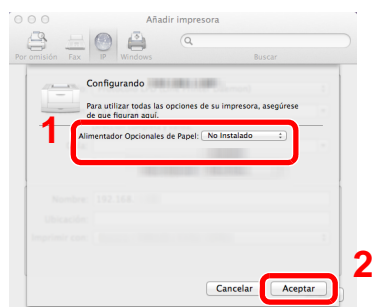 Añadir impresora
Por omisión Fax IP Windows Buscar
Configurando
Para utilizar todas las opciones de su impresora, asegúrese
de que figuran aquí.
1
Alimentador Opcionales de Papel: No Instalado
Nombre: 192.168
Ubicación:
Imprimir con:
Cancelar Aceptar
2